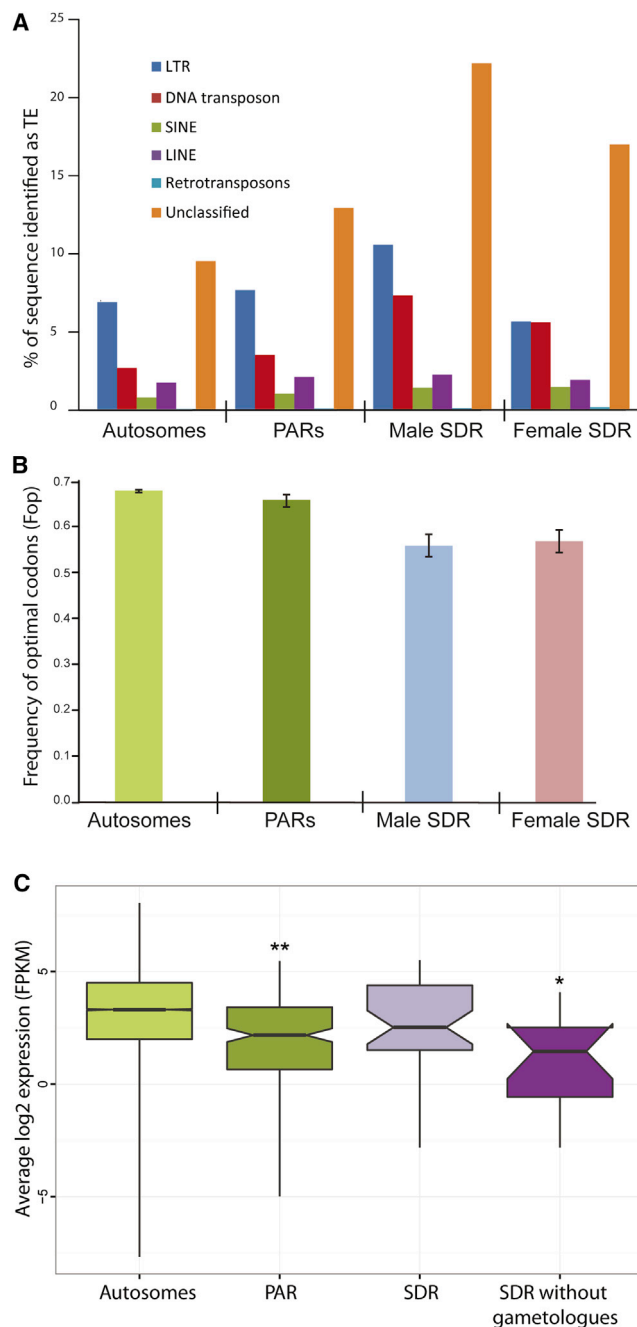 A
% of sequence identified as TE
25
20
15
10
5
0
LTR
DNA transposon
SINE
LINE
Retrotransposons
Unclassified
Autosomes
PARs
Male SDR
Female SDR
B
Frequency of optimal codons (Fop)
0.7
0.6
0.5
0.4
0.3
0.2
0.1
0.0
Autosomes
PARs
Male SDR
Female SDR
C
Average log2 expression (FPKM)
5
0
−5
**
*
Autosomes
PAR
SDR
SDR without
gametologues